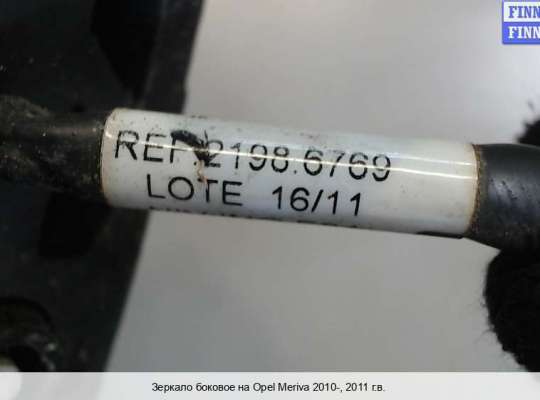 FINN
FINN
REF.2198.6769
LOTE 16/11
Зеркало боковое на Opel Meriva 2010-, 2011 г.в.